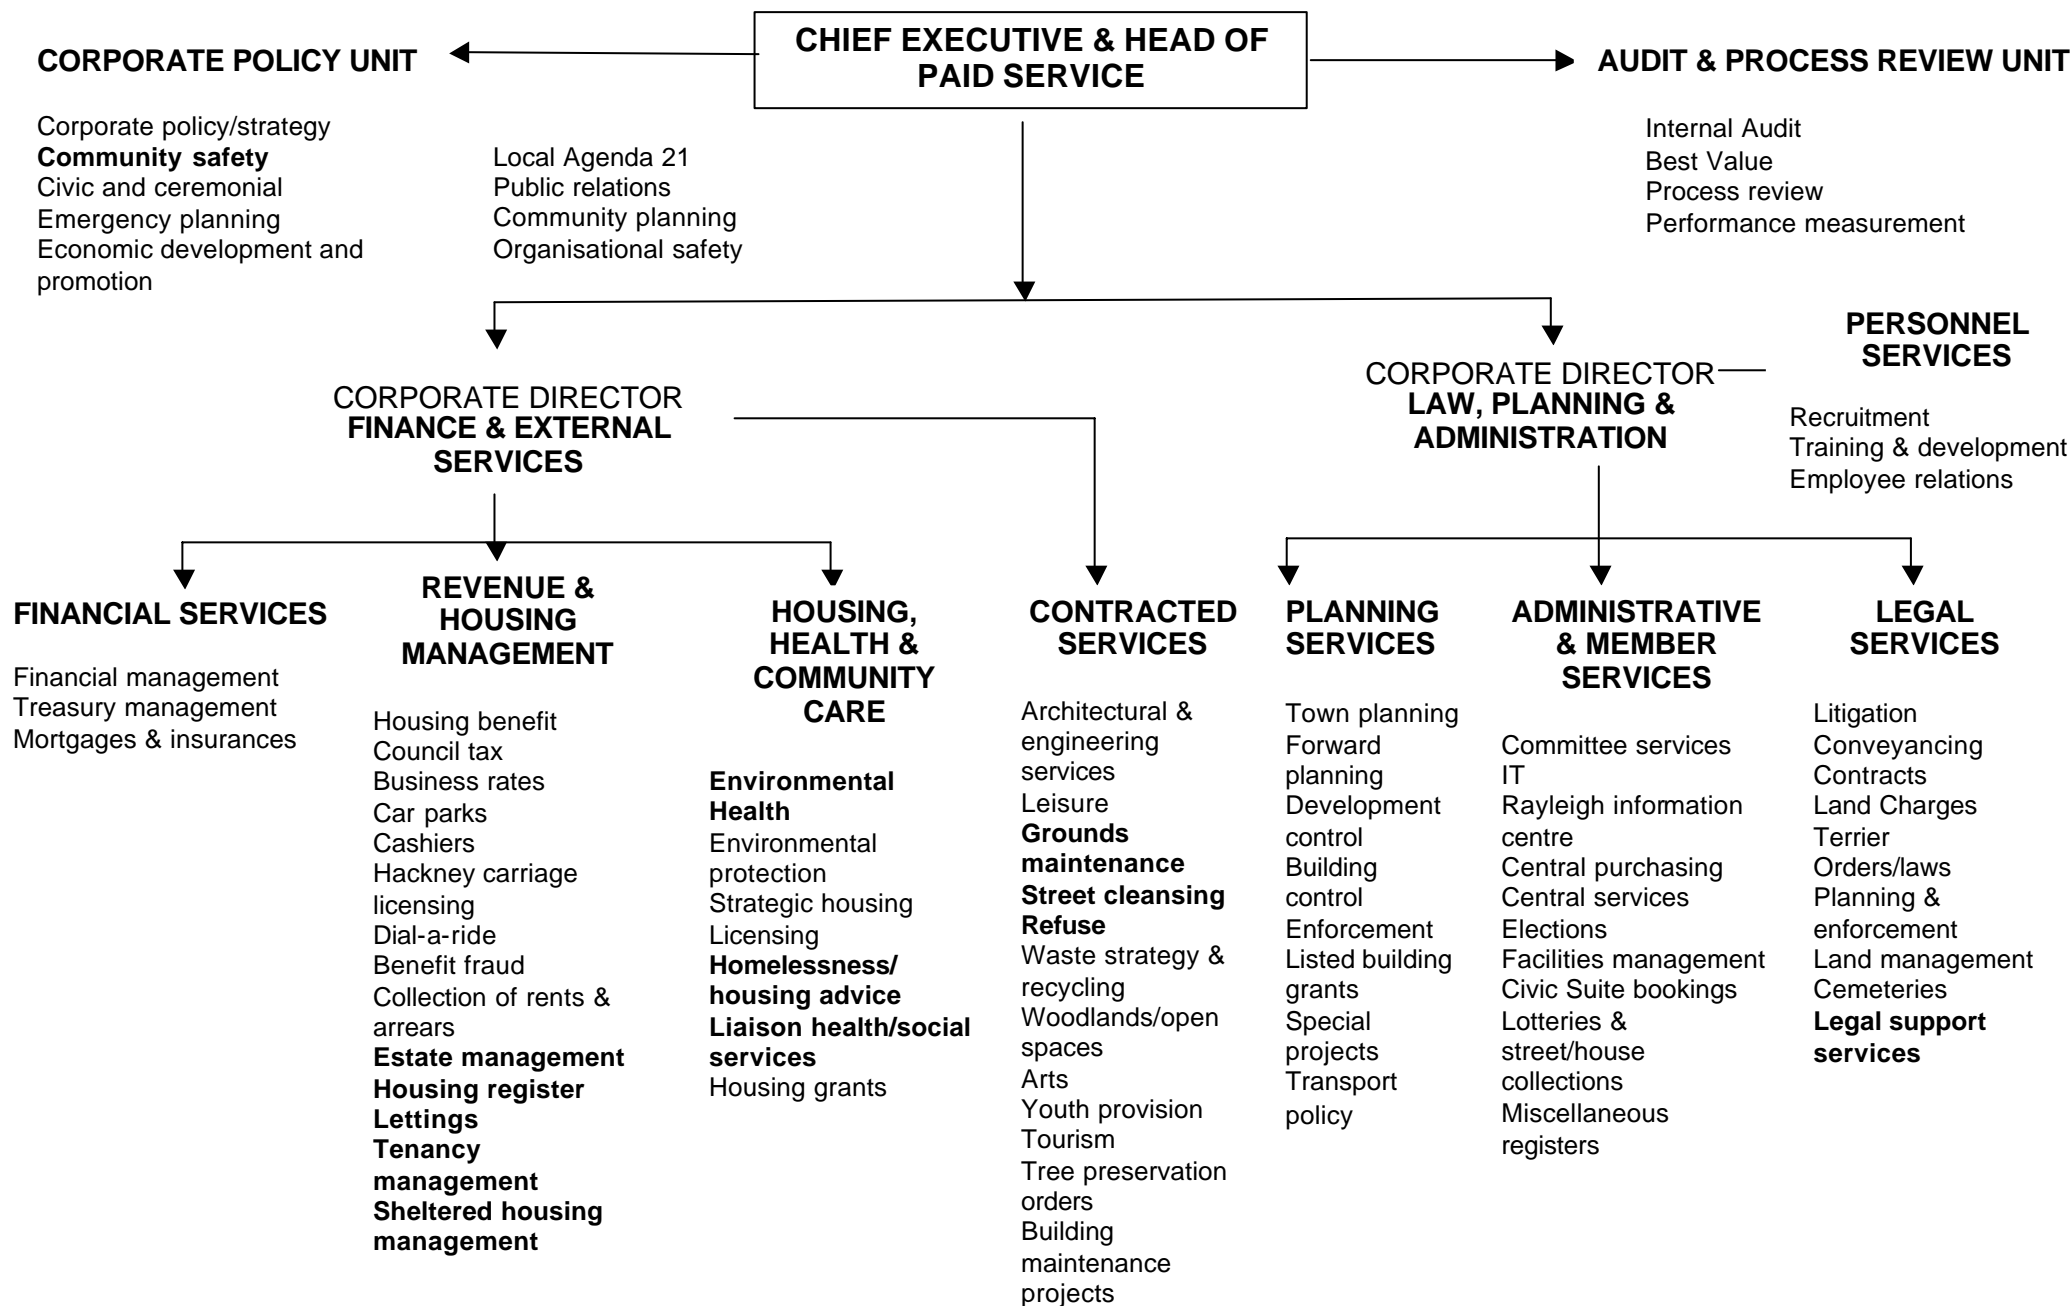 CHIEF EXECUTIVE & HEAD OF
PAID SERVICE
CORPORATE POLICY UNIT
Corporate policy/strategy
Community safety
Civic and ceremonial
Emergency planning
Economic development and
promotion
Local Agenda 21
Public relations
Community planning
Organisational safety
AUDIT & PROCESS REVIEW UNIT
Internal Audit
Best Value
Process review
Performance measurement
CORPORATE DIRECTOR
FINANCE & EXTERNAL
SERVICES
CORPORATE DIRECTOR
LAW, PLANNING &
ADMINISTRATION
PERSONNEL
SERVICES
Recruitment
Training & development
Employee relations
FINANCIAL SERVICES
Financial management
Treasury management
Mortgages & insurances
REVENUE &
HOUSING
MANAGEMENT
Housing benefit
Council tax
Business rates
Car parks
Cashiers
Hackney carriage
licensing
Dial-a-ride
Benefit fraud
Collection of rents &
arrears
Estate management
Housing register
Lettings
Tenancy
management
Sheltered housing
management
HOUSING,
HEALTH &
COMMUNITY
CARE
Environmental
Health
Environmental
protection
Strategic housing
Licensing
Homelessness/
housing advice
Liaison health/social
services
Housing grants
CONTRACTED
SERVICES
Architectural &
engineering
services
Leisure
Grounds
maintenance
Street cleansing
Refuse
Waste strategy &
recycling
Woodlands/open
spaces
Arts
Youth provision
Tourism
Tree preservation
orders
Building
maintenance
projects
PLANNING
SERVICES
Town planning
Forward
planning
Development
control
Building
control
Enforcement
Listed building
grants
Special
projects
Transport
policy
ADMINISTRATIVE
& MEMBER
SERVICES
Committee services
IT
Rayleigh information
centre
Central purchasing
Central services
Elections
Facilities management
Civic Suite bookings
Lotteries &
street/house
collections
Miscellaneous
registers
LEGAL
SERVICES
Litigation
Conveyancing
Contracts
Land Charges
Terrier
Orders/laws
Planning &
enforcement
Land management
Cemeteries
Legal support
services